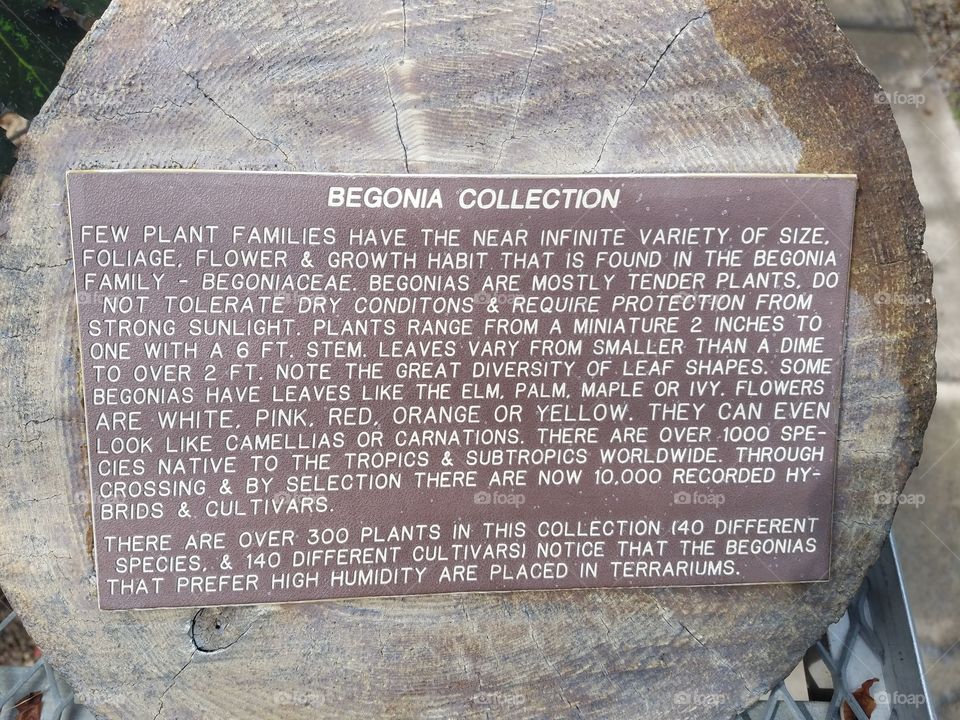 BEGONIA COLLECTION
FEW PLANT FAMILIES HAVE THE NEAR INFINITE VARIETY OF SIZE,
FOLIAGE, FLOWER & GROWTH HABIT THAT IS FOUND IN THE BEGONIA
FAMILY - BEGONIACEAE. BEGONIAS ARE MOSTLY TENDER PLANTS, DO
NOT TOLERATE DRY CONDITONS & REQUIRE PROTECTION FROM
STRONG SUNLIGHT. PLANTS RANGE FROM A MINIATURE 2 INCHES TO
ONE WITH A 6 FT. STEM. LEAVES VARY FROM SMALLER THAN A DIME
TO OVER 2 FT. NOTE THE GREAT DIVERSITY OF LEAF SHAPES. SOME
BEGONIAS HAVE LEAVES LIKE THE ELM, PALM, MAPLE OR IVY. FLOWERS
ARE WHITE, PINK, RED, ORANGE OR YELLOW. THEY CAN EVEN
LOOK LIKE CAMELLIAS OR CARNATIONS. THERE ARE OVER 1000 SPE-
CIES NATIVE TO THE TROPICS & SUBTROPICS WORLDWIDE. THROUGH
CROSSING & BY SELECTION THERE ARE NOW 10,000 RECORDED HY-
BRIDS & CULTIVARS.
THERE ARE OVER 300 PLANTS IN THIS COLLECTION (40 DIFFERENT
SPECIES, & 140 DIFFERENT CULTIVARS) NOTICE THAT THE BEGONIAS
THAT PREFER HIGH HUMIDITY ARE PLACED IN TERRARIUMS.